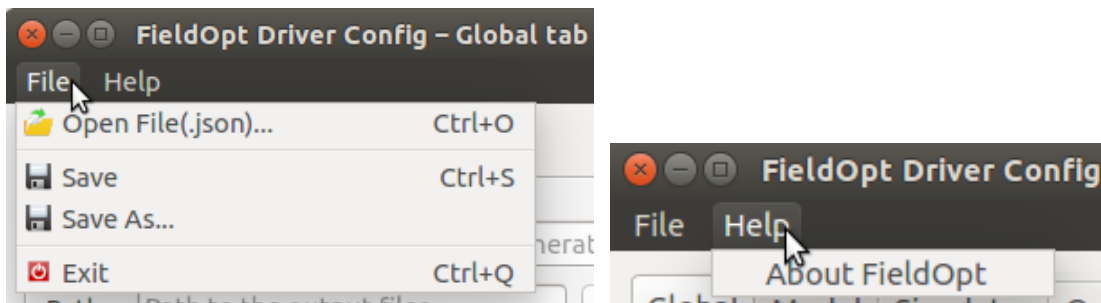 FieldOpt Driver Config – Global tab
File Help
Open File(.json)... Ctrl+O
Save Ctrl+S
Save As...
Exit Ctrl+Q
FieldOpt Driver Config
File Help
About FieldOpt